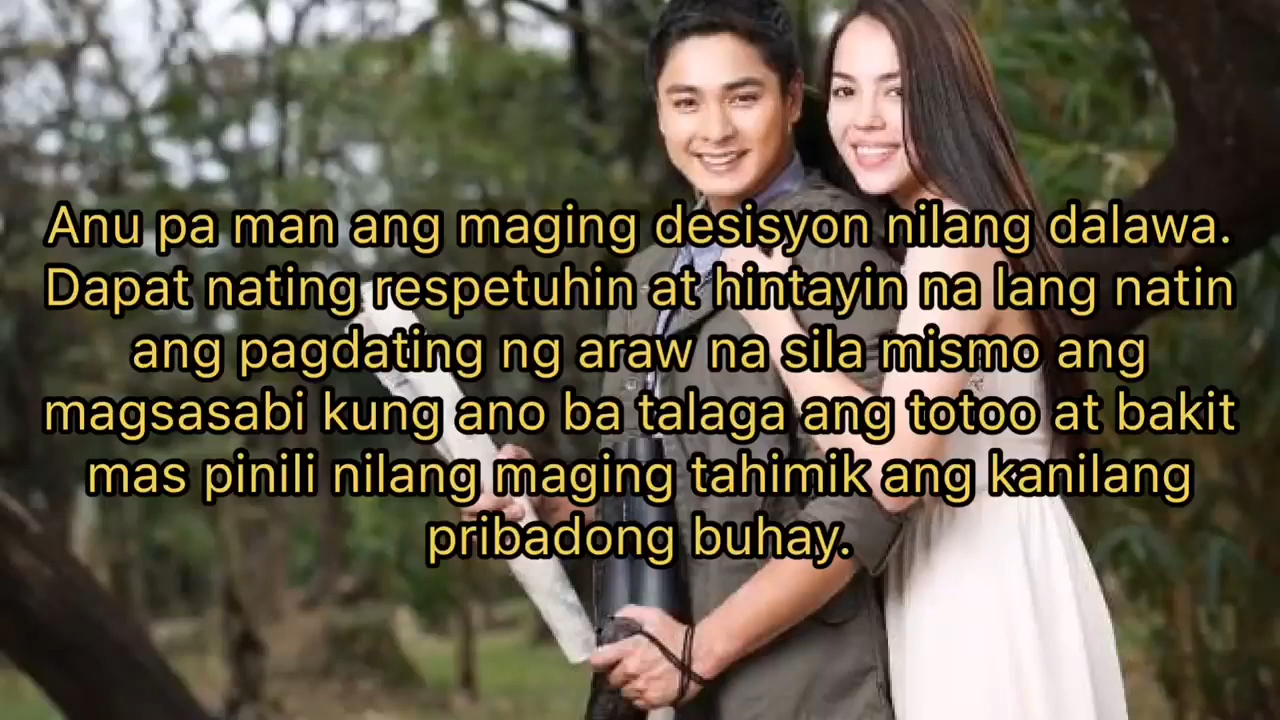 Anu pa man ang maging desisyon nilang dalawa.
Dapat nating respetuhin at hintayin na lang natin
ang pagdating ng araw na sila mismo ang
magsasabi kung ano ba talaga ang totoo at bakit
mas pinili nilang maging tahimik ang kanilang
pribadong buhay.